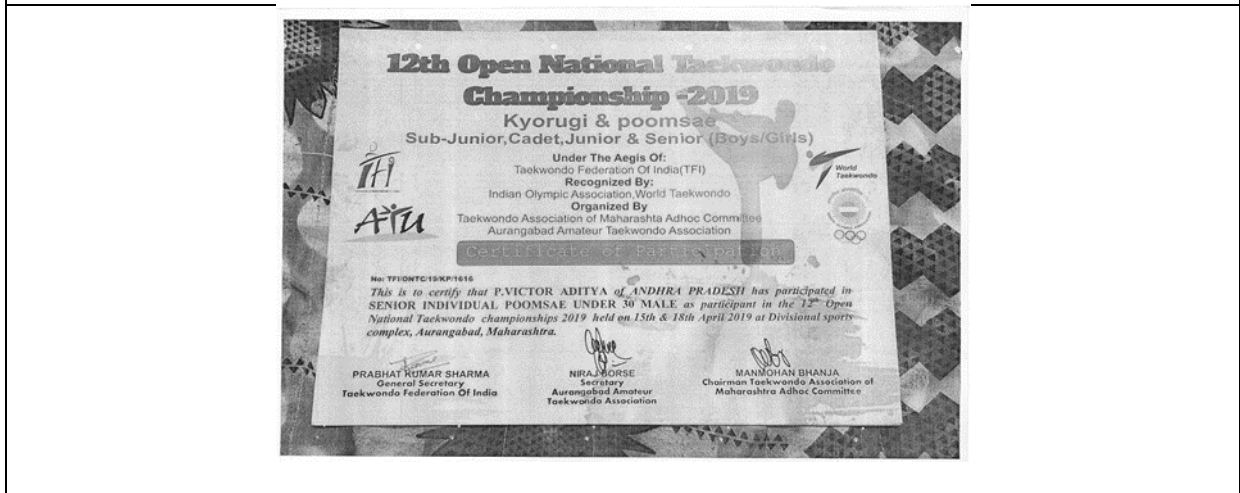 12th Open National Taekwondo
Championship -2019
Kyorugi & poomsae
Sub-Junior,Cadet,Junior & Senior (Boys/Girls)
Under The Aegis Of:
Taekwondo Federation Of India(TFI)
Recognized By:
Indian Olympic Association,World Taekwondo
Organized By
Taekwondo Association of Maharashta Adhoc Committee
Aurangabad Amateur Taekwondo Association
TFI
ATU
World
Taekwondo
Certificate of Participation
No: TFI/ONTC/19/KP/1616
This is to certify that P.VICTOR ADITYA of ANDHRA PRADESH has participated in
SENIOR INDIVIDUAL POOMSAE UNDER 30 MALE as participant in the 12th Open
National Taekwondo championships 2019 held on 15th & 18th April 2019 at Divisional sports
complex, Aurangabad, Maharashtra.
PRABHAT KUMAR SHARMA
General Secretary
Taekwondo Federation Of India
NIRAJ BORSE
Secretary
Aurangabad Amateur
Taekwondo Association
MANMOHAN BHANJA
Chairman Taekwondo Association of
Maharashtra Adhoc Committee